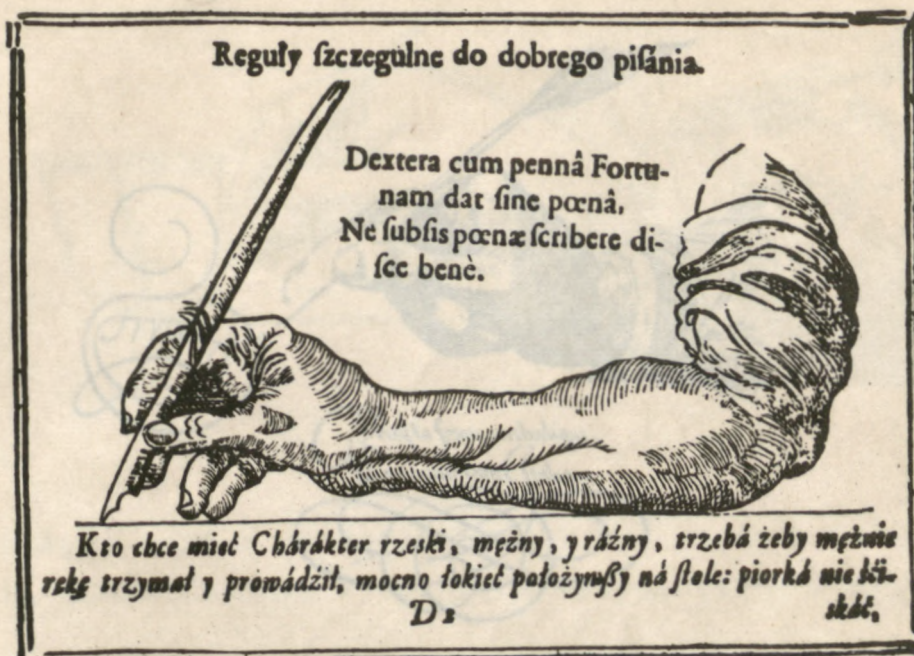 Reguły ſzczegulne do dobrego piſánia.
Dextera cum pennâ Fortu-
nam dat ſine pœnâ,
Ne ſubſis pœnæ ſcribere di-
ſce benè.
Kto chce mieć Chárákter rzeski, mężny, y ráźny, trzebá żeby mężnie
rękę trzymał y prowádźił, mocno łokieć położywſzy ná ſtole: piorká nie ści-
D 2
skáć,